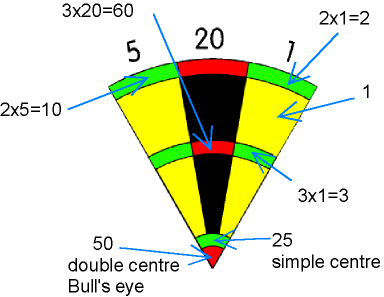 3x20=60
2x1=2
5
20
1
2x5=10
1
3x1=3
50
double centre
Bull's eye
25
simple centre